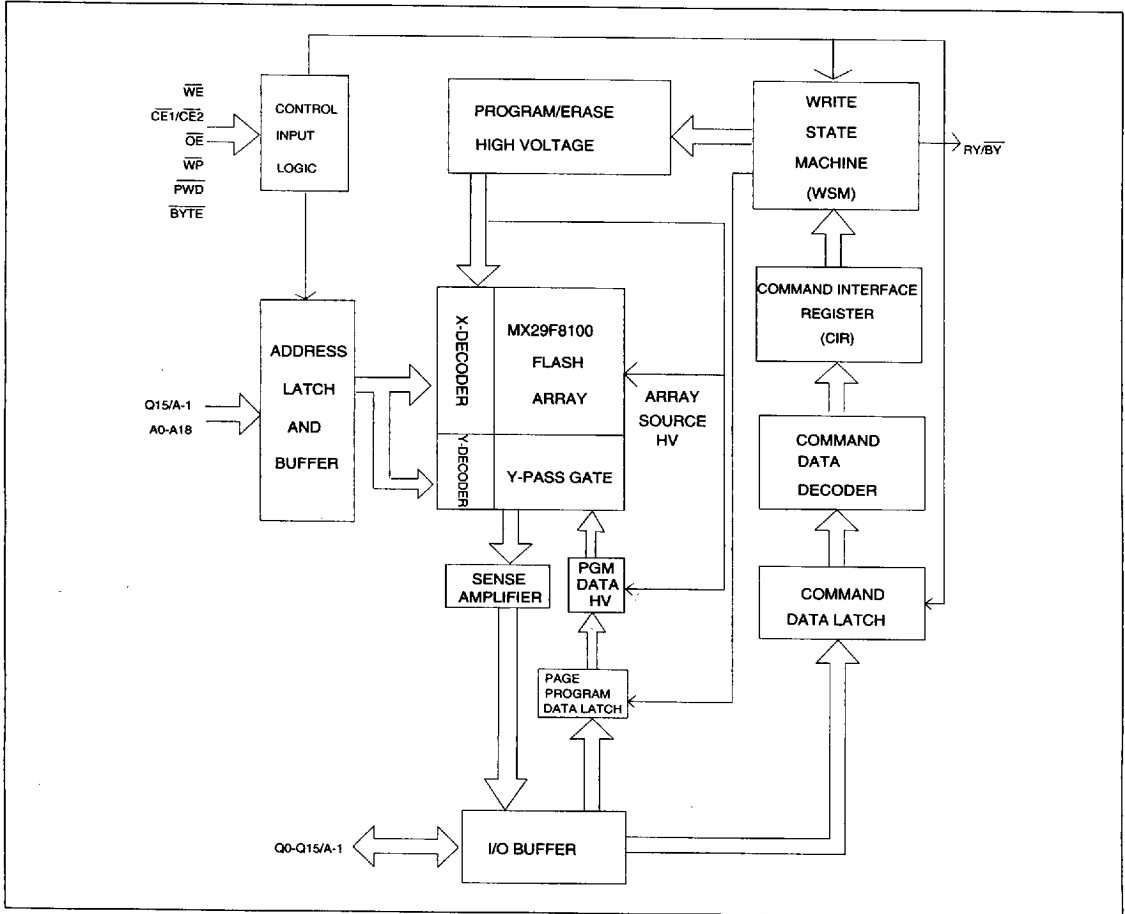 WE
CE1/CE2
OE
WP
PWD
BYTE
CONTROL
INPUT
LOGIC
PROGRAM/ERASE
HIGH VOLTAGE
WRITE
STATE
MACHINE
(WSM)
RY/BY
COMMAND INTERFACE
REGISTER
(CIR)
ADDRESS
LATCH
AND
BUFFER
Q15/A-1
A0-A18
X-DECODER
MX29F8100
FLASH
ARRAY
ARRAY
SOURCE
HV
Y-DECODER
Y-PASS GATE
COMMAND
DATA
DECODER
SENSE
AMPLIFIER
PGM
DATA
HV
COMMAND
DATA LATCH
PAGE
PROGRAM
DATA LATCH
Q0-Q15/A-1
I/O BUFFER